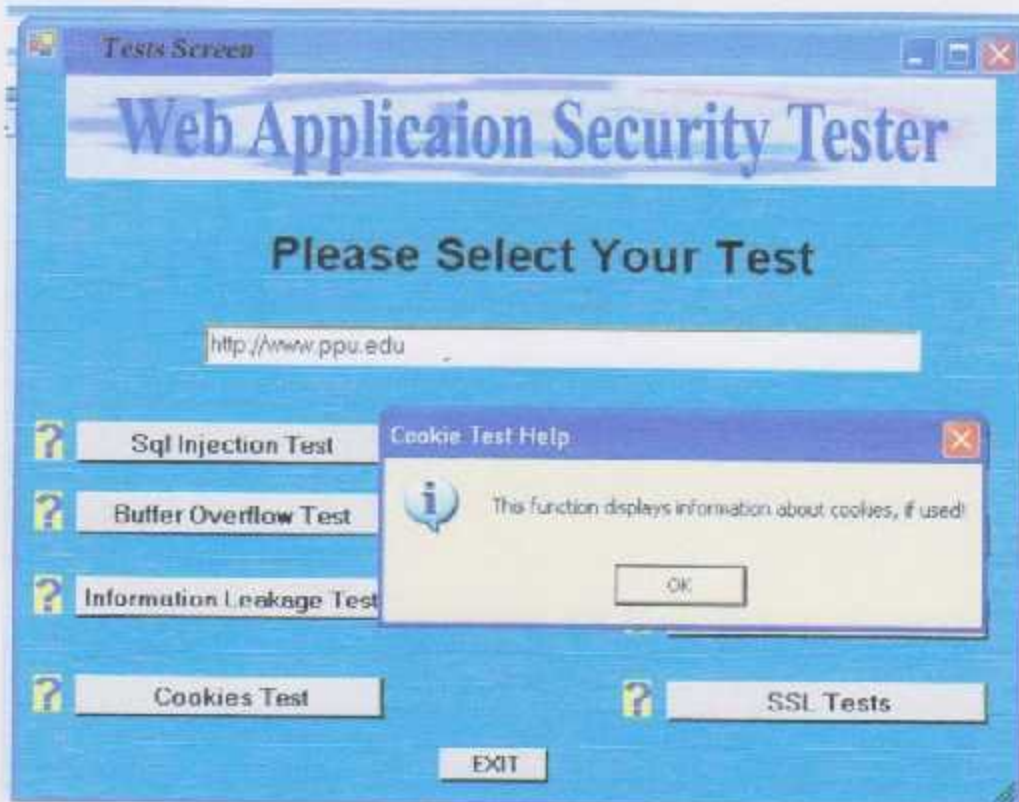 Tests Screen
Web Applicaion Security Tester
Please Select Your Test
http://www.ppu.edu
Sql Injection Test
Cookie Test Help
This function displays information about cookies, if used!
Buffer Overflow Test
OK
Information Leakage Test
Cookies Test
SSL Tests
EXIT